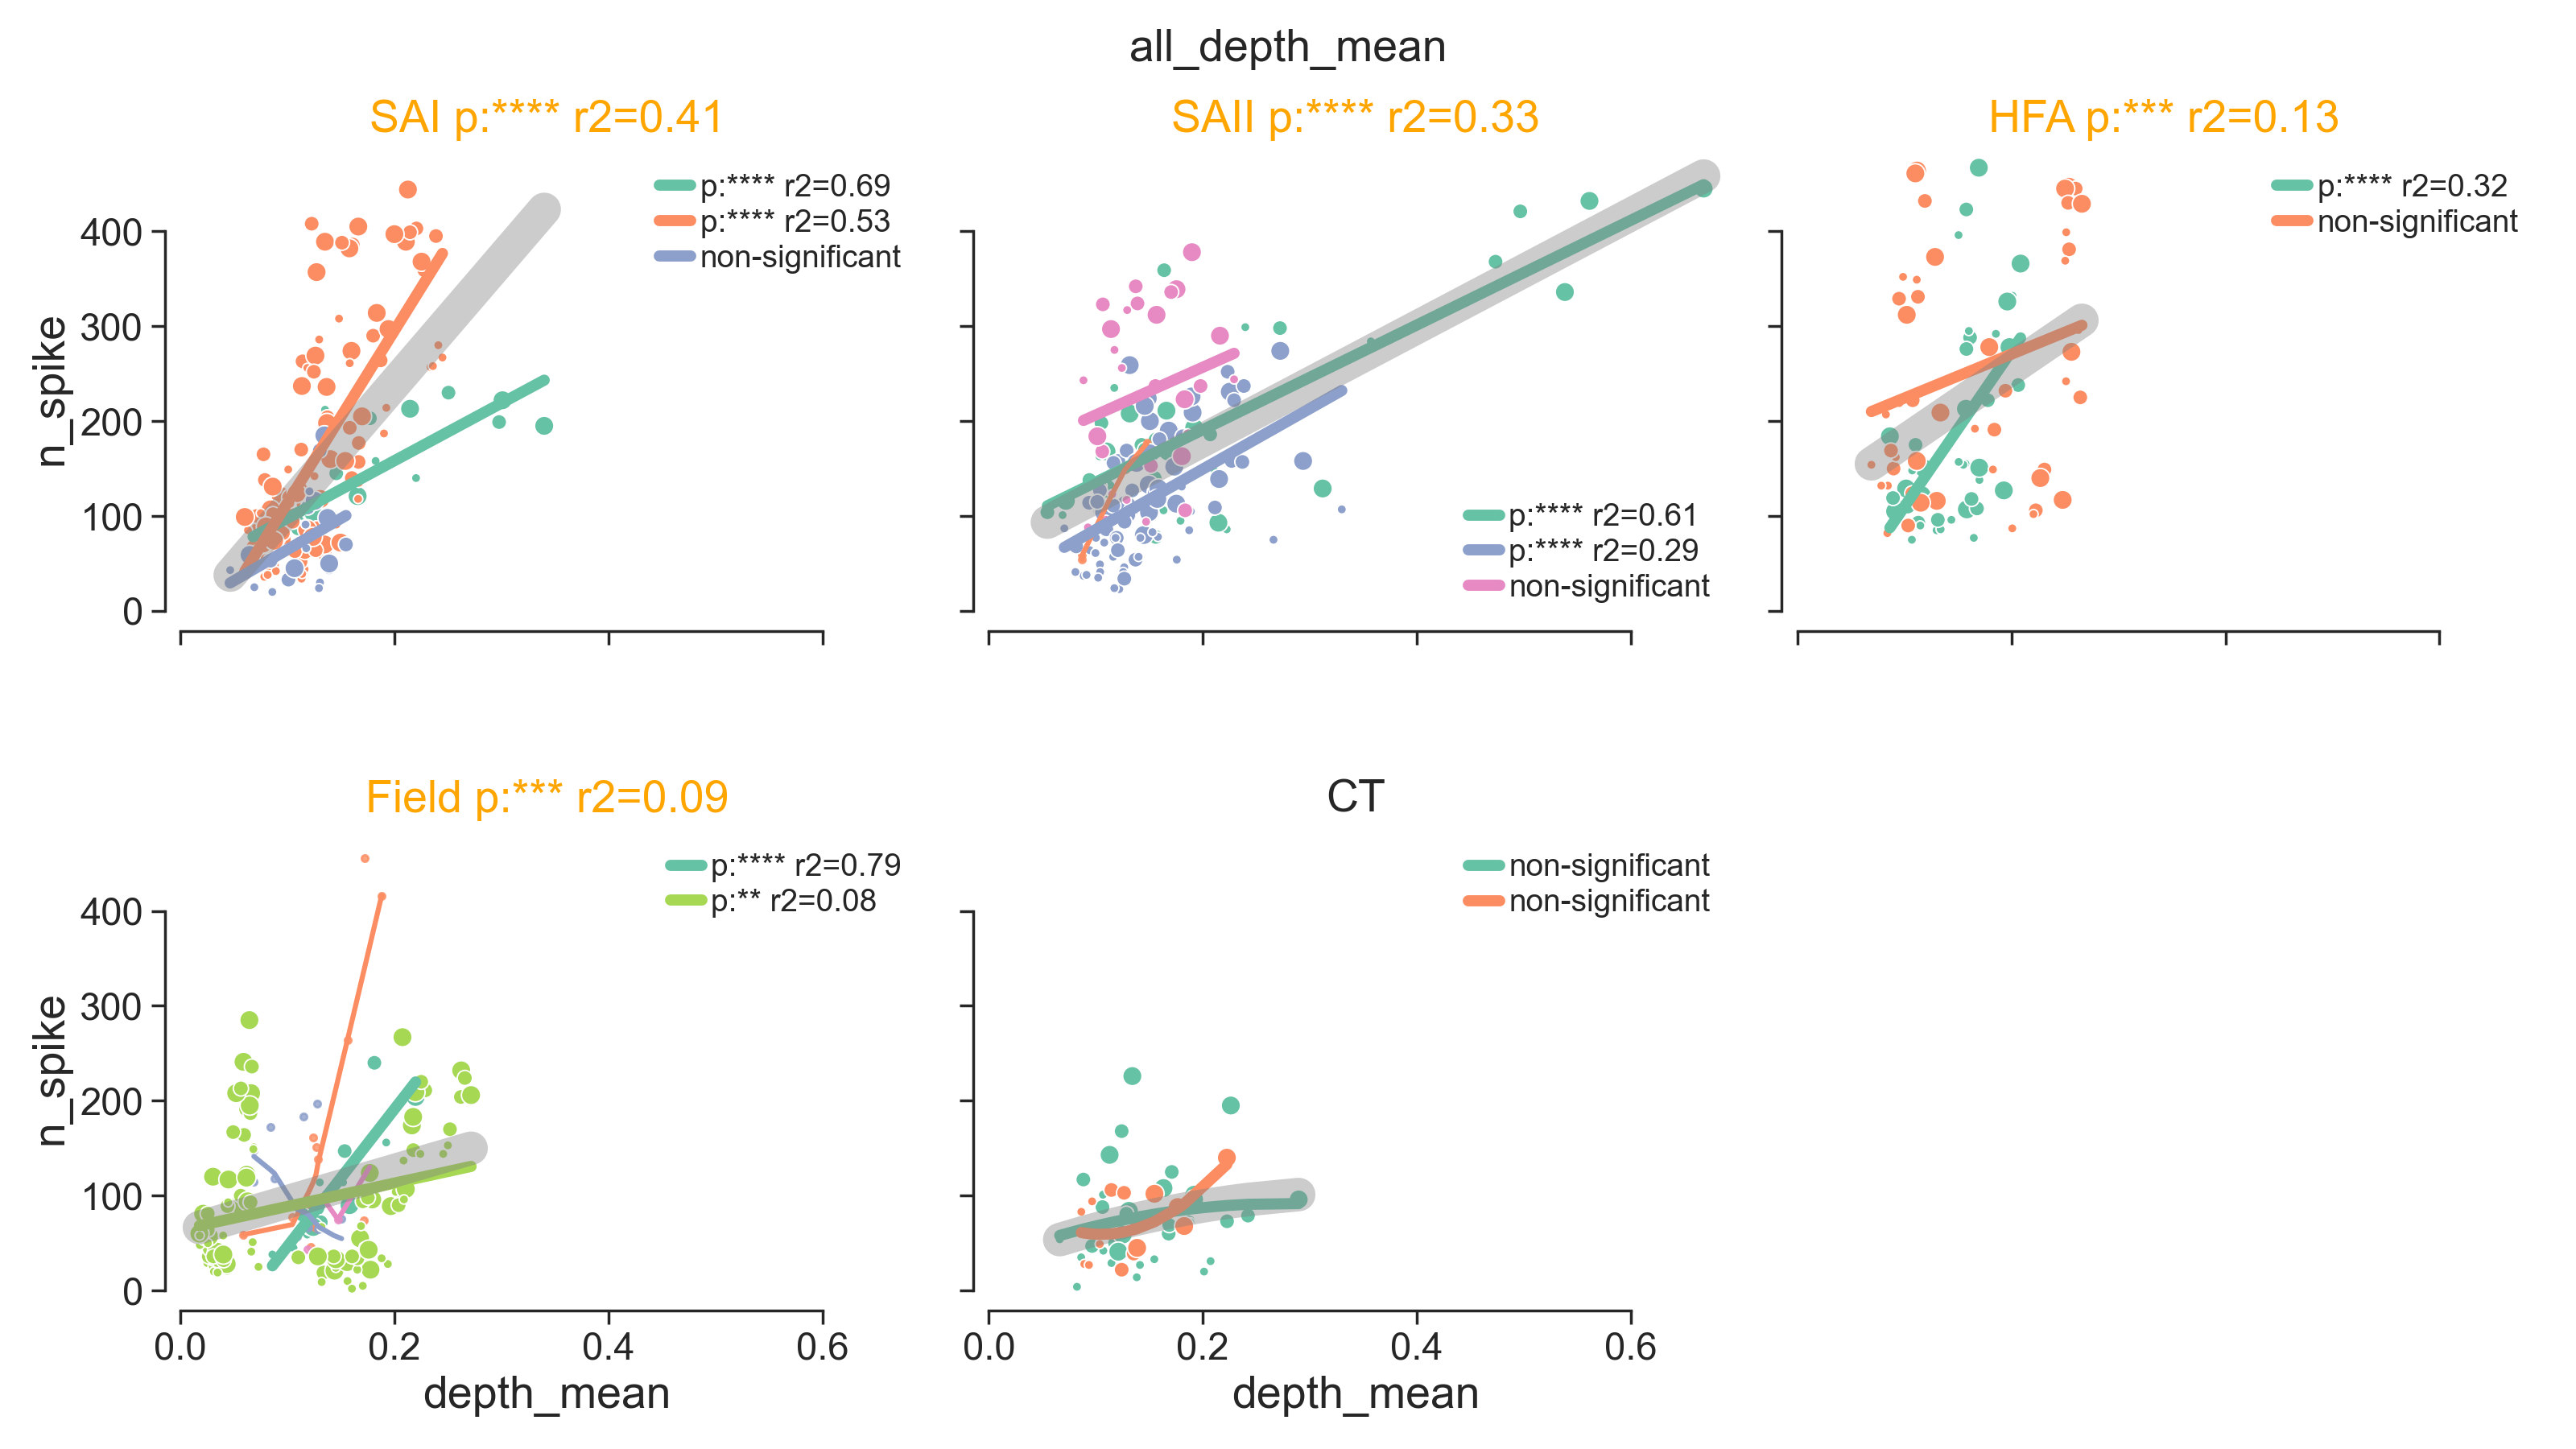 all_depth_mean
SAI p:**** r2=0.41
SAII p:**** r2=0.33
HFA p:*** r2=0.13
p:**** r2=0.69
p:**** r2=0.53
non-significant
400
300
200
100
0
n_spike
p:**** r2=0.61
p:**** r2=0.29
non-significant
p:**** r2=0.32
non-significant
Field p:*** r2=0.09
CT
p:**** r2=0.79
p:** r2=0.08
400
300
200
100
0
n_spike
0.0 0.2 0.4 0.6
depth_mean
non-significant
non-significant
0.0 0.2 0.4 0.6
depth_mean